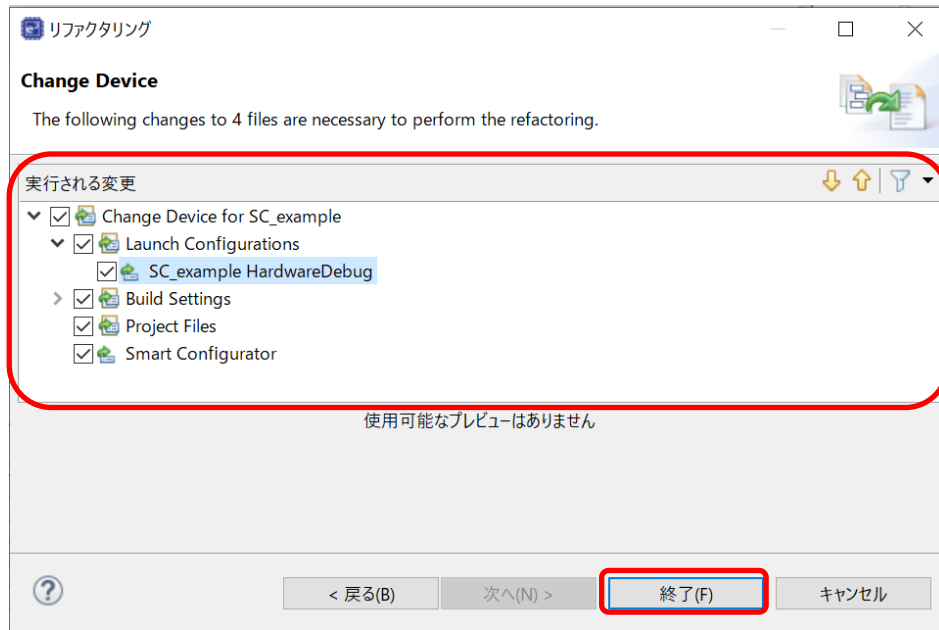 リファクタリング
Change Device
The following changes to 4 files are necessary to perform the refactoring.
実行される変更
Change Device for SC_example
Launch Configurations
SC_example HardwareDebug
Build Settings
Project Files
Smart Configurator
使用可能なプレビューはありません
< 戻る(B) 次へ(N) > 終了(F) キャンセル